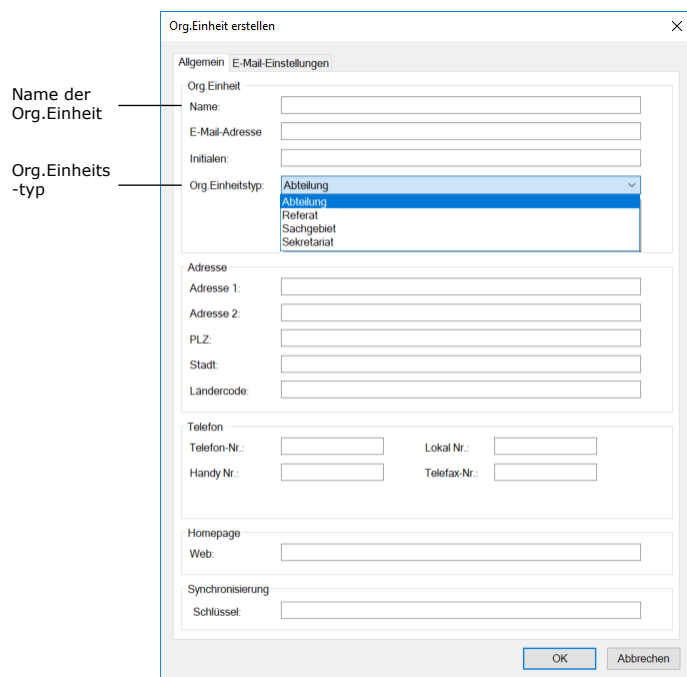 Org.Einheit erstellen
Allgemein E-Mail-Einstellungen
Org.Einheit
Name der
Org.Einheit
Name:
E-Mail-Adresse
Initialen:
Org.Einheits
-typ
Org.Einheitstyp: Abteilung
Abteilung
Referat
Sachgebiet
Sekretariat
Adresse
Adresse 1:
Adresse 2:
PLZ:
Stadt:
Ländercode:
Telefon
Telefon-Nr.: Lokal Nr.:
Handy Nr.: Telefax-Nr.:
Homepage
Web:
Synchronisierung
Schlüssel:
OK Abbrechen